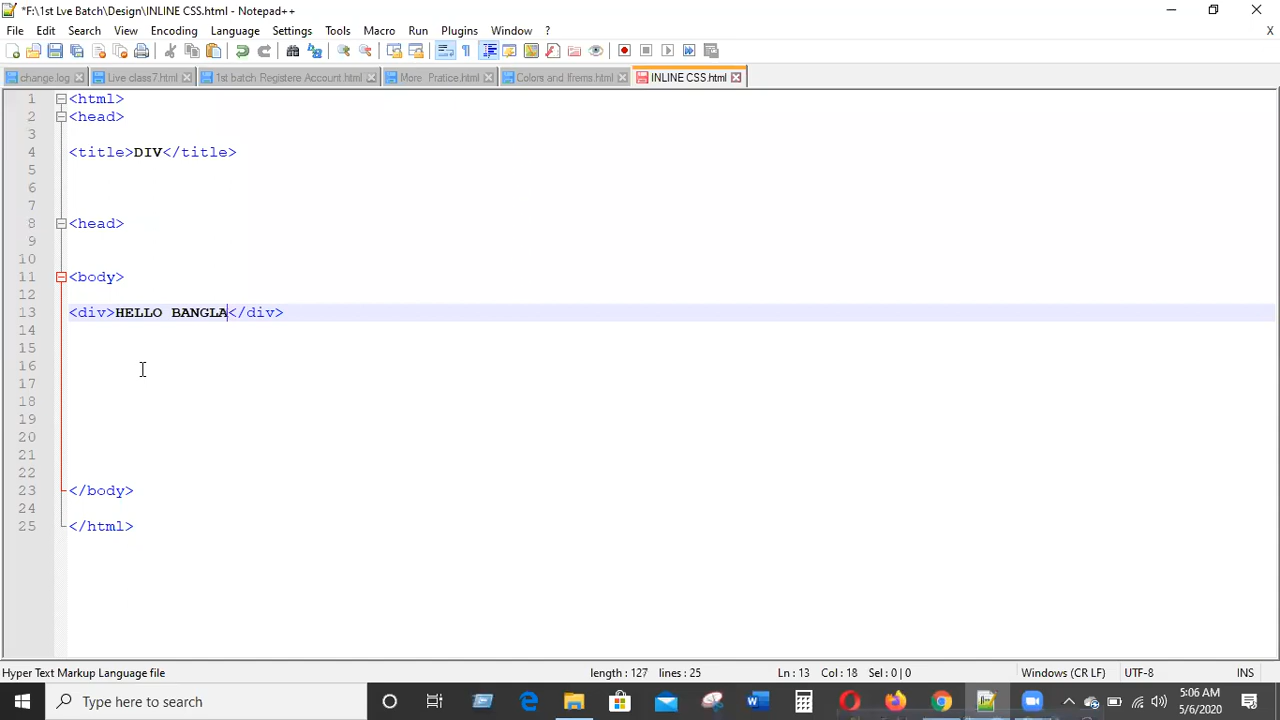 *F:\1st Lve Batch\Design\INLINE CSS.html - Notepad++
File Edit Search View Encoding Language Settings Tools Macro Run Plugins Window ? X
change.log Live class7.html 1st batch Registere Account.html More Pratice.html Colors and Ifrems.html INLINE CSS.html
1 <html>
2 <head>
3
4 <title>DIV</title>
5
6
7
8 <head>
9
10
11 <body>
12
13 <div>HELLO BANGLA</div>
14
15
16
17
18
19
20
21
22
23 </body>
24
25 </html>
Hyper Text Markup Language file length : 127 lines : 25 Ln : 13 Col : 18 Sel : 0 | 0 Windows (CR LF) UTF-8 INS
Type here to search
5:06 AM
5/6/2020